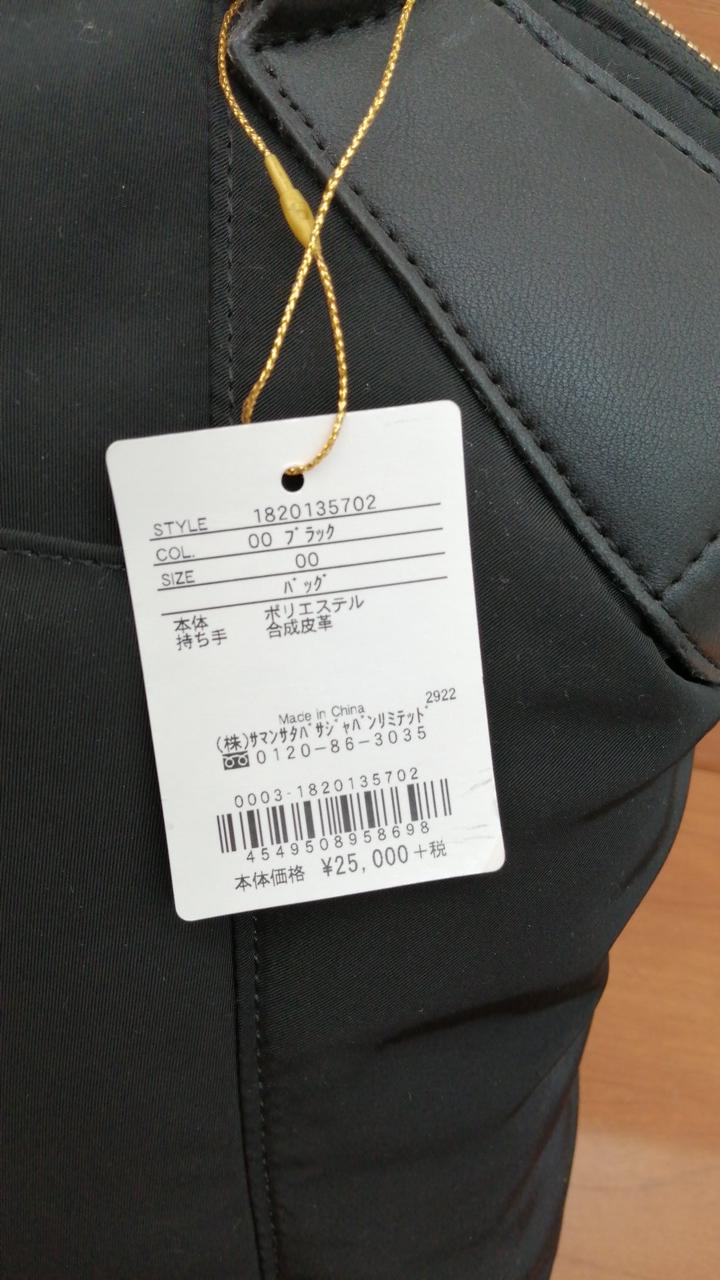 STYLE 1820135702
COL. 00 ﾌﾞﾗｯｸ
SIZE 00
ﾊﾞｯｸﾞ
本体 ポリエステル
持ち手 合成皮革
2922
Made in China
(株)ｻﾏﾝｻﾀﾊﾞｻｼﾞｬﾊﾟﾝﾘﾐﾃｯﾄﾞ
0120-86-3035
0003-1820135702
4549508958698
本体価格 ¥25,000+税